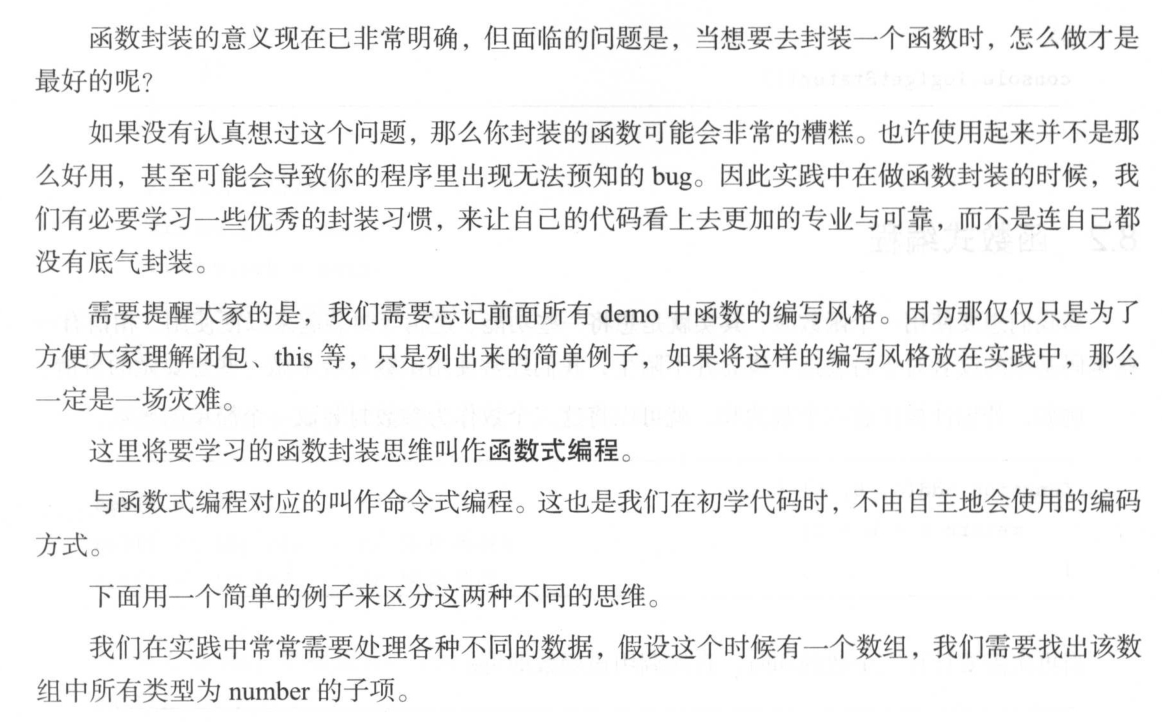 函数封装的意义现在已非常明确，但面临的问题是，当想要去封装一个函数时，怎么做才是
最好的呢？
如果没有认真想过这个问题，那么你封装的函数可能会非常的糟糕。也许使用起来并不是那
么好用，甚至可能会导致你的程序里出现无法预知的 bug。因此实践中在做函数封装的时候，我
们有必要学习一些优秀的封装习惯，来让自己的代码看上去更加的专业与可靠，而不是连自己都
没有底气封装。
需要提醒大家的是，我们需要忘记前面所有 demo 中函数的编写风格。因为那仅仅只是为了
方便大家理解闭包、this 等，只是列出来的简单例子，如果将这样的编写风格放在实践中，那么
一定是一场灾难。
这里将要学习的函数封装思维叫作函数式编程。
与函数式编程对应的叫作命令式编程。这也是我们在初学代码时，不由自主地会使用的编码
方式。
下面用一个简单的例子来区分这两种不同的思维。
我们在实践中常常需要处理各种不同的数据，假设这个时候有一个数组，我们需要找出该数
组中所有类型为 number 的子项。